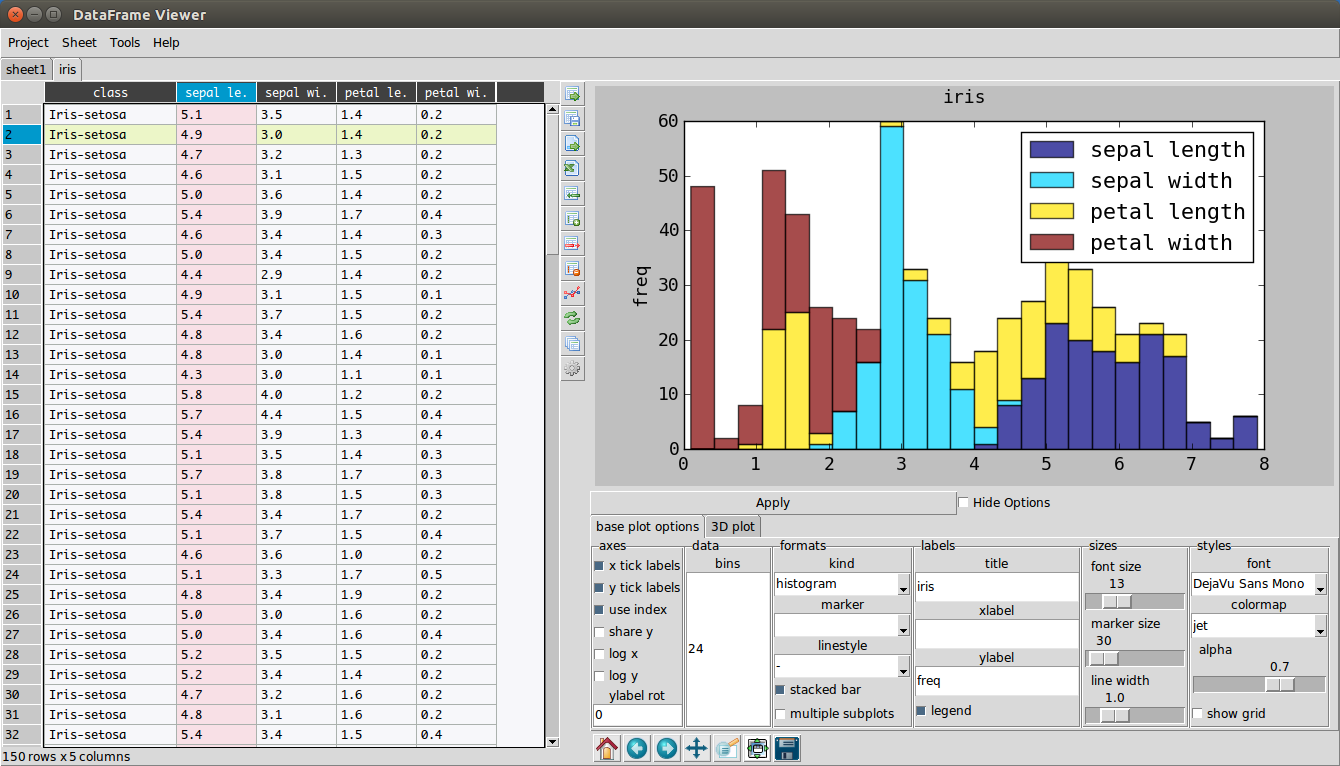 DataFrame Viewer
Project Sheet Tools Help
sheet1 iris
class sepal le. sepal wi. petal le. petal wi.
1 Iris-setosa 5.1 3.5 1.4 0.2
2 Iris-setosa 4.9 3.0 1.4 0.2
3 Iris-setosa 4.7 3.2 1.3 0.2
4 Iris-setosa 4.6 3.1 1.5 0.2
5 Iris-setosa 5.0 3.6 1.4 0.2
6 Iris-setosa 5.4 3.9 1.7 0.4
7 Iris-setosa 4.6 3.4 1.4 0.3
8 Iris-setosa 5.0 3.4 1.5 0.2
9 Iris-setosa 4.4 2.9 1.4 0.2
10 Iris-setosa 4.9 3.1 1.5 0.1
11 Iris-setosa 5.4 3.7 1.5 0.2
12 Iris-setosa 4.8 3.4 1.6 0.2
13 Iris-setosa 4.8 3.0 1.4 0.1
14 Iris-setosa 4.3 3.0 1.1 0.1
15 Iris-setosa 5.8 4.0 1.2 0.2
16 Iris-setosa 5.7 4.4 1.5 0.4
17 Iris-setosa 5.4 3.9 1.3 0.4
18 Iris-setosa 5.1 3.5 1.4 0.3
19 Iris-setosa 5.7 3.8 1.7 0.3
20 Iris-setosa 5.1 3.8 1.5 0.3
21 Iris-setosa 5.4 3.4 1.7 0.2
22 Iris-setosa 5.1 3.7 1.5 0.4
23 Iris-setosa 4.6 3.6 1.0 0.2
24 Iris-setosa 5.1 3.3 1.7 0.5
25 Iris-setosa 4.8 3.4 1.9 0.2
26 Iris-setosa 5.0 3.0 1.6 0.2
27 Iris-setosa 5.0 3.4 1.6 0.4
28 Iris-setosa 5.2 3.5 1.5 0.2
29 Iris-setosa 5.2 3.4 1.4 0.2
30 Iris-setosa 4.7 3.2 1.6 0.2
31 Iris-setosa 4.8 3.1 1.6 0.2
32 Iris-setosa 5.4 3.4 1.5 0.4
150 rows x 5 columns
iris
60
50
40
30
20
10
0
freq
sepal length
sepal width
petal length
petal width
0 1 2 3 4 5 6 7 8
Apply Hide Options
base plot options 3D plot
axes
x tick labels
y tick labels
use index
share y
log x
log y
ylabel rot
0
data
bins
24
formats
kind
histogram
marker
linestyle
-
stacked bar
multiple subplots
labels
title
iris
xlabel
ylabel
freq
legend
sizes
font size
13
marker size
30
line width
1.0
styles
font
DejaVu Sans Mono
colormap
jet
alpha
0.7
show grid